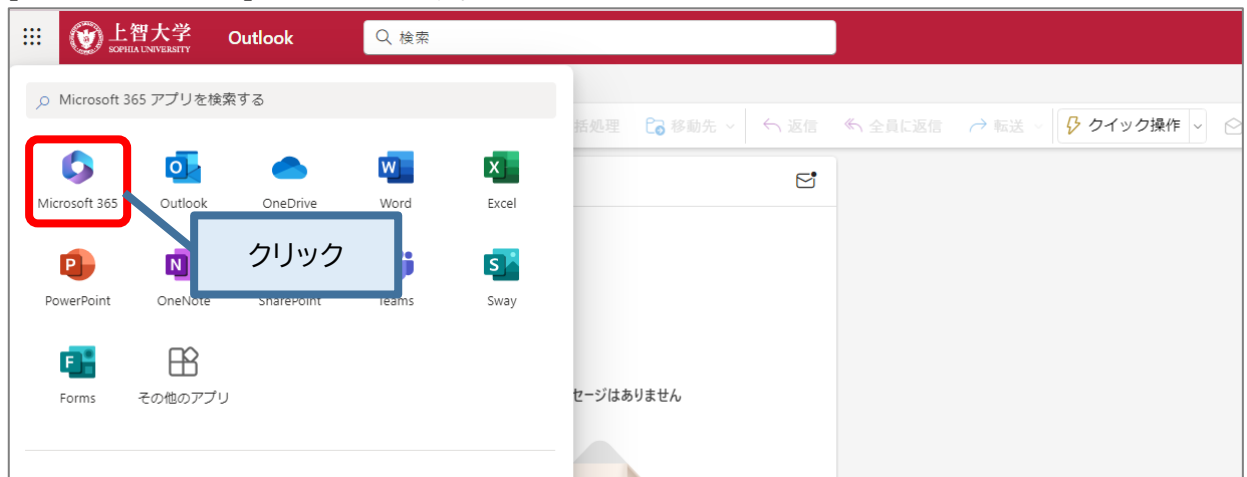 上智大学
SOPHIA UNIVERSITY
Outlook
検索
Microsoft 365 アプリを検索する
括処理
移動先
返信
全員に返信
転送
クイック操作
Microsoft 365
Outlook
OneDrive
Word
Excel
クリック
PowerPoint
OneNote
SharePoint
Teams
Sway
Forms
その他のアプリ
セージはありません